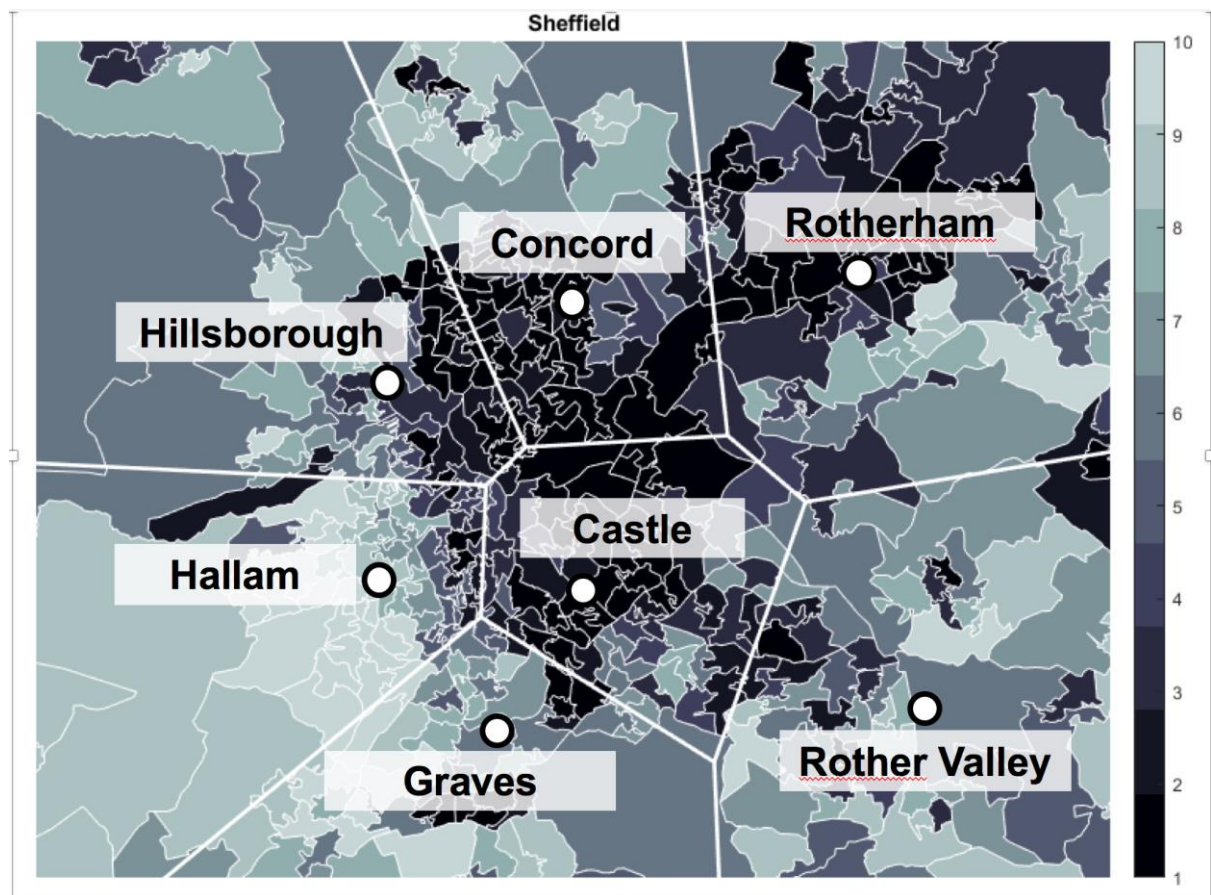 Sheffield
Concord
Rotherham
Hillsborough
Castle
Hallam
Graves
Rother Valley
10
9
8
7
6
5
4
3
2
1